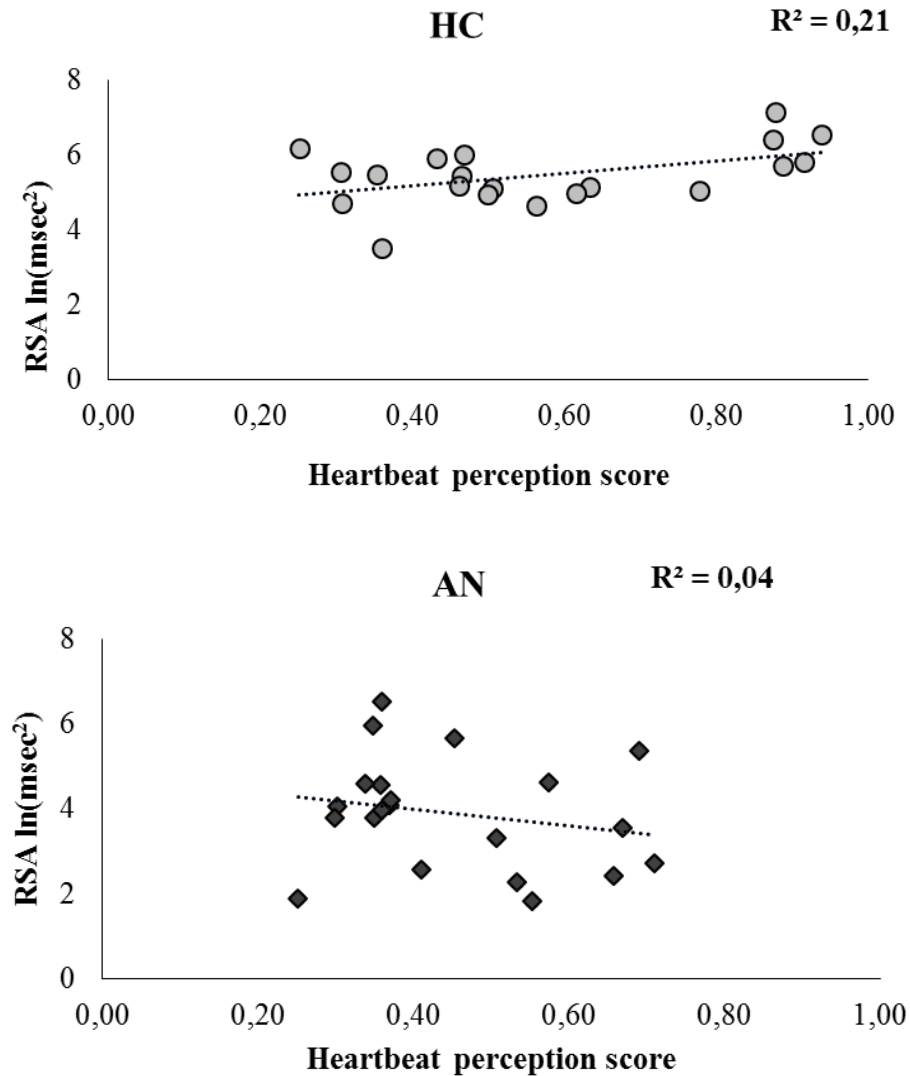 HC
R² = 0,21
RSA ln(msec²)
8
6
4
2
0
0,00 0,20 0,40 0,60 0,80 1,00
Heartbeat perception score
AN
R² = 0,04
RSA ln(msec²)
8
6
4
2
0
0,00 0,20 0,40 0,60 0,80 1,00
Heartbeat perception score